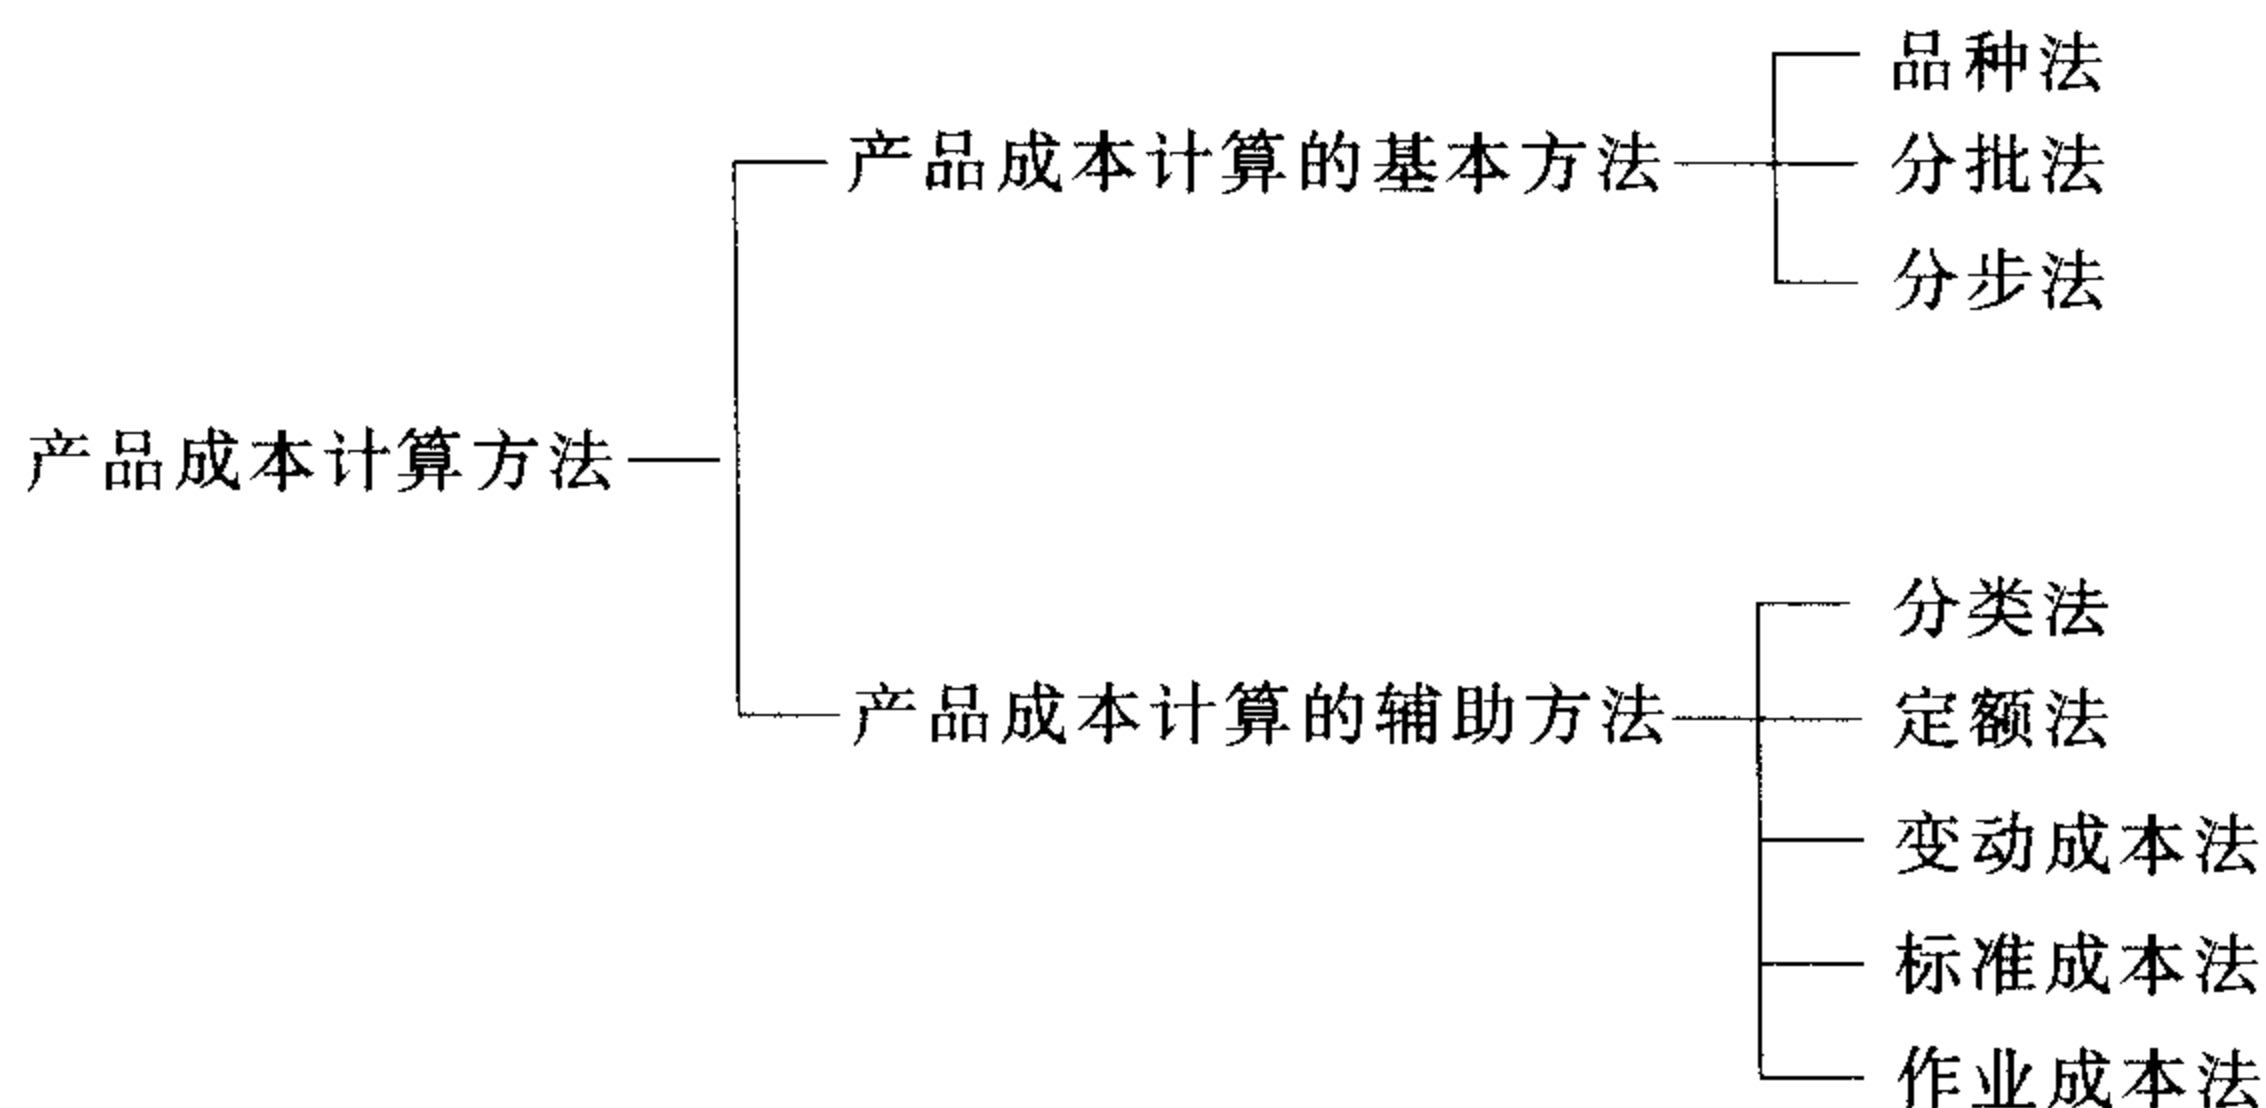 产品成本计算方法
产品成本计算的基本方法
品种法
分批法
分步法
产品成本计算的辅助方法
分类法
定额法
变动成本法
标准成本法
作业成本法